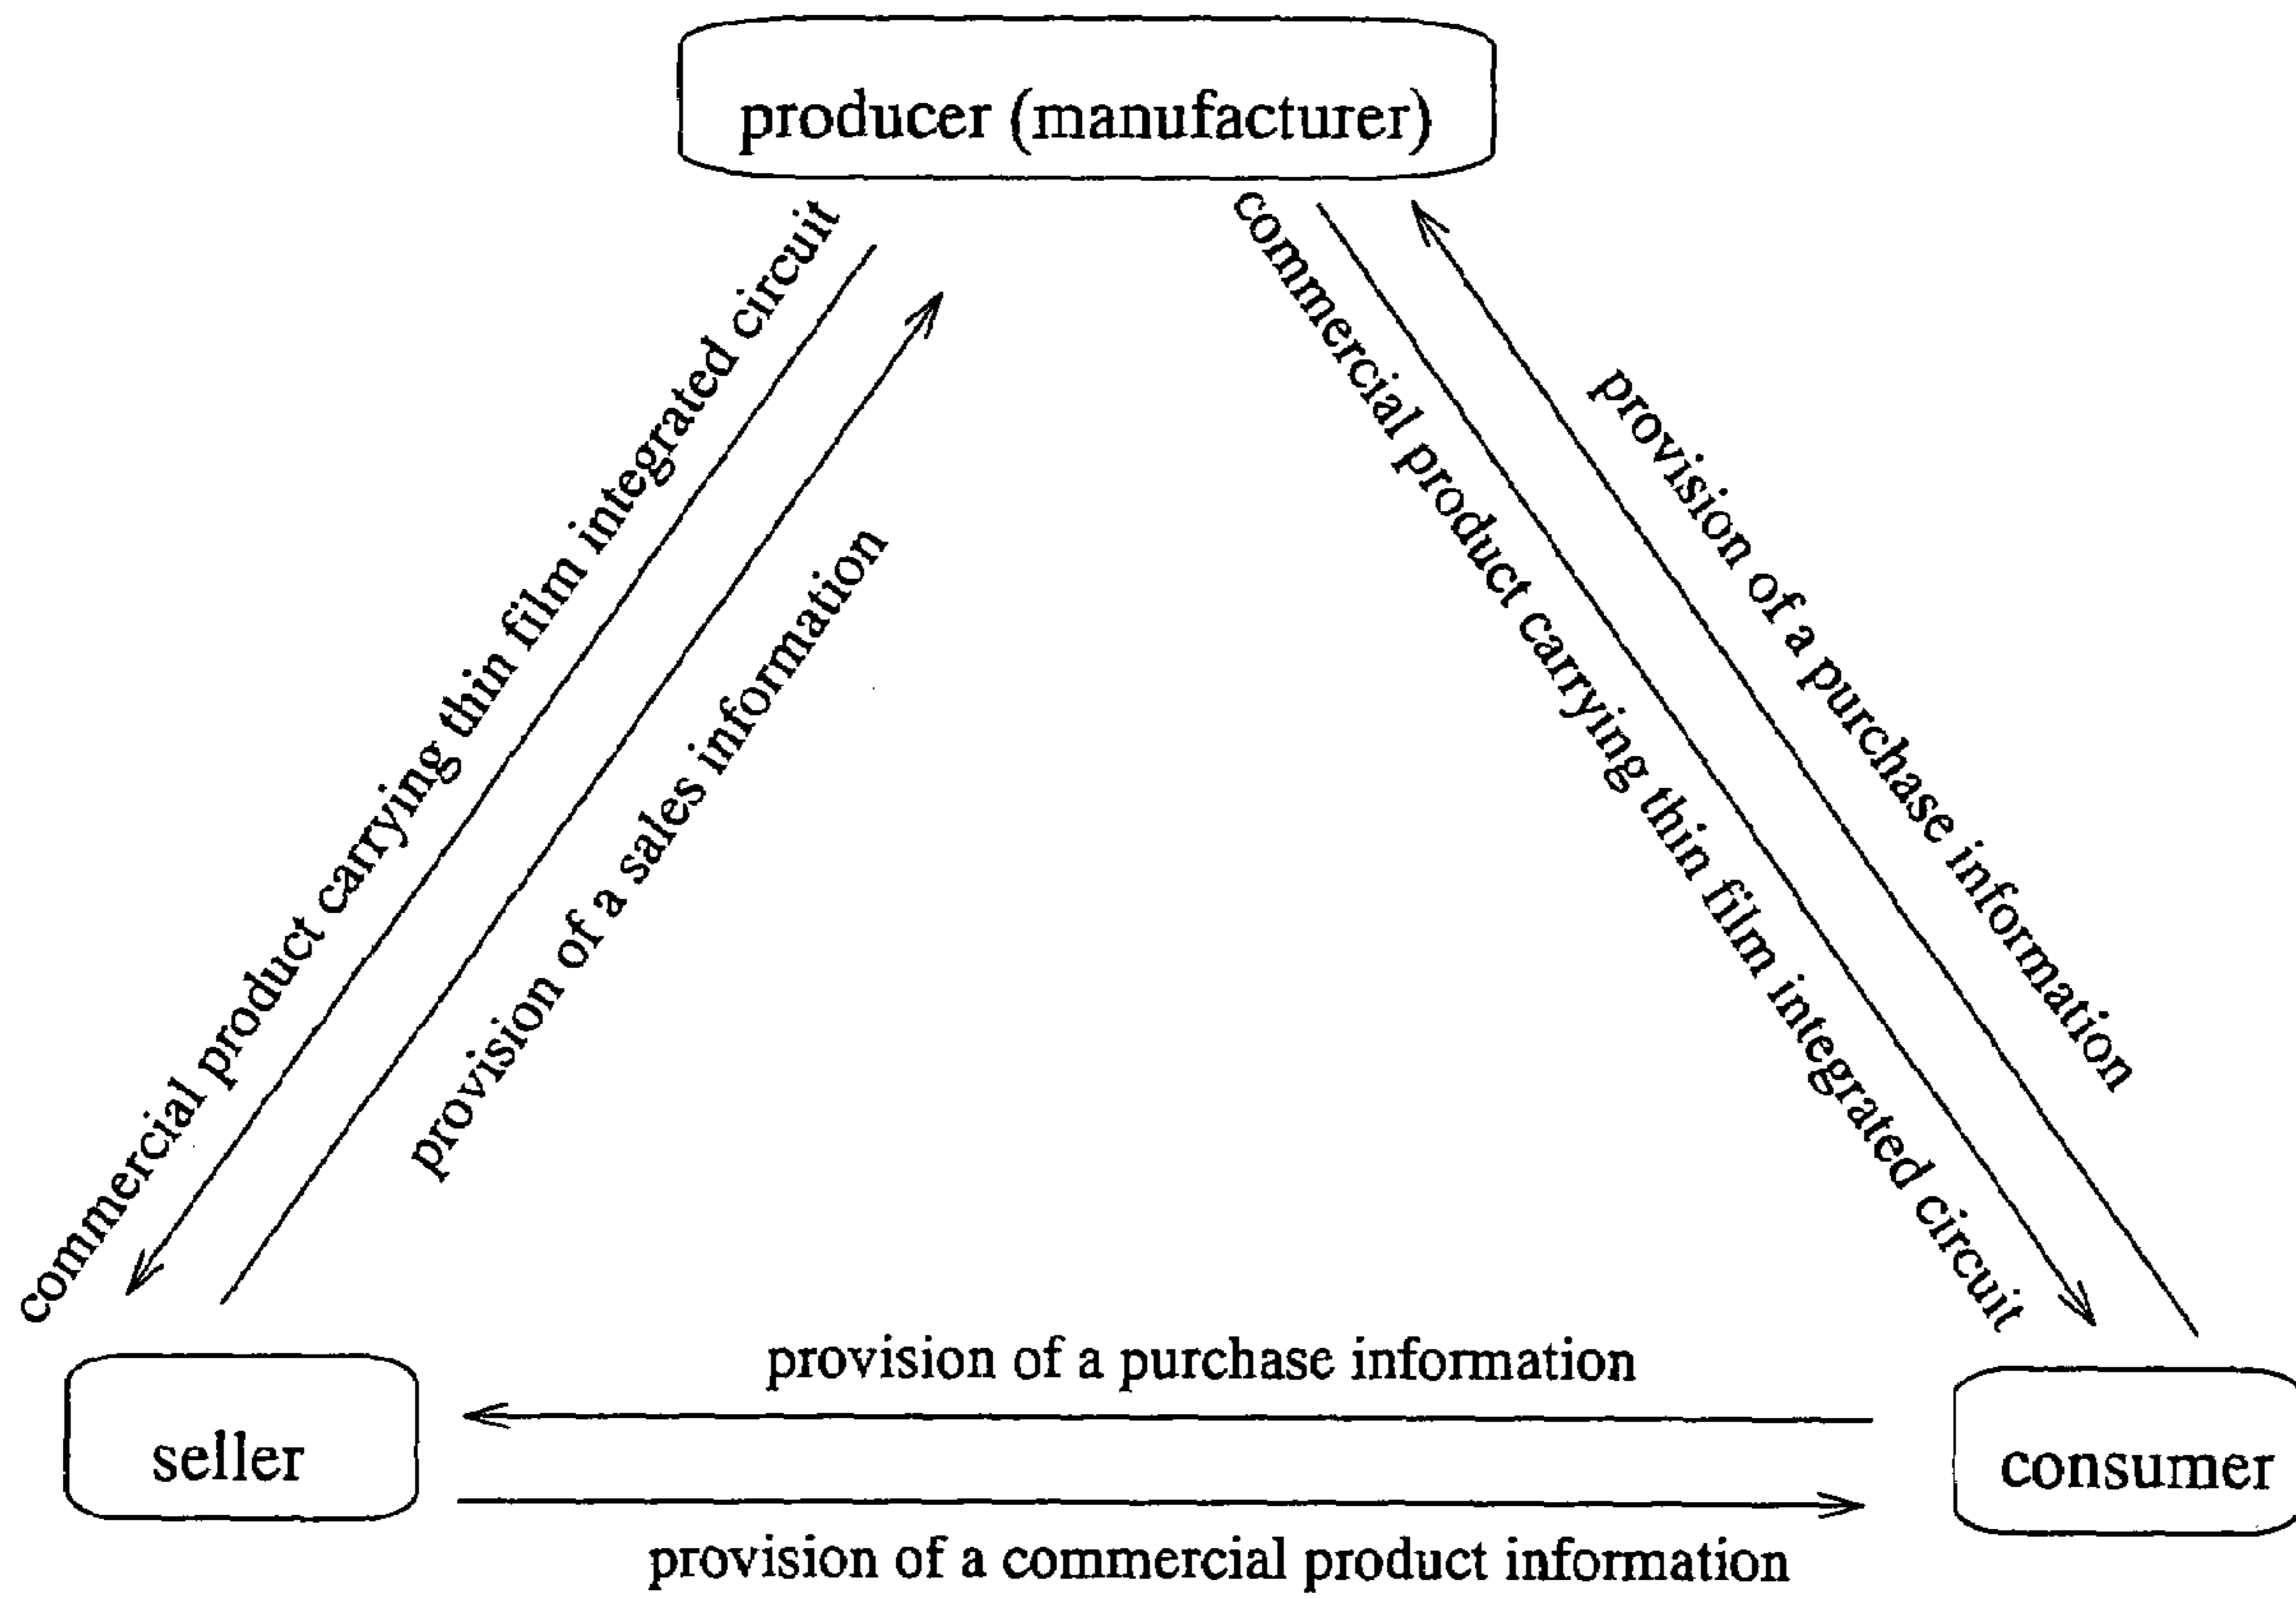 producer (manufacturer)
commercial product carrying thin film integrated circuit
provision of a sales information
commercial product carrying thin film integrated circuit
provision of a purchase information
provision of a purchase information
seller
consumer
provision of a commercial product information